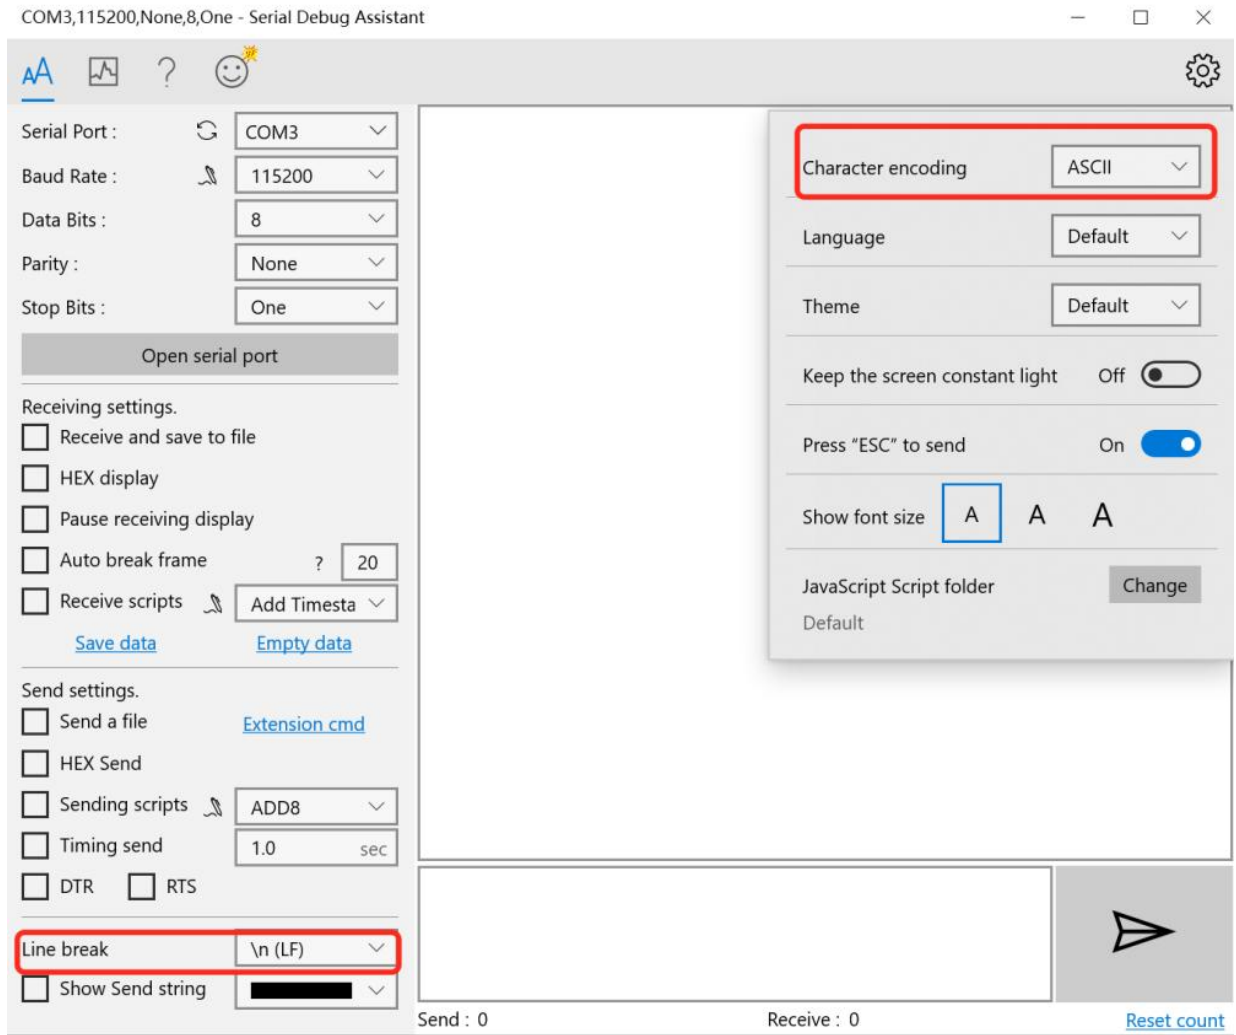 COM3,115200,None,8,One - Serial Debug Assistant
AA
Serial Port :
COM3
Baud Rate :
115200
Data Bits :
8
Parity :
None
Stop Bits :
One
Open serial port
Receiving settings.
Receive and save to file
HEX display
Pause receiving display
Auto break frame
?
20
Receive scripts
Add Timesta
Save data
Empty data
Send settings.
Send a file
Extension cmd
HEX Send
Sending scripts
ADD8
Timing send
1.0
sec
DTR
RTS
Line break
\n (LF)
Show Send string
Character encoding
ASCII
Language
Default
Theme
Default
Keep the screen constant light
Off
Press “ESC” to send
On
Show font size
A
A
A
JavaScript Script folder
Change
Default
Send : 0
Receive : 0
Reset count